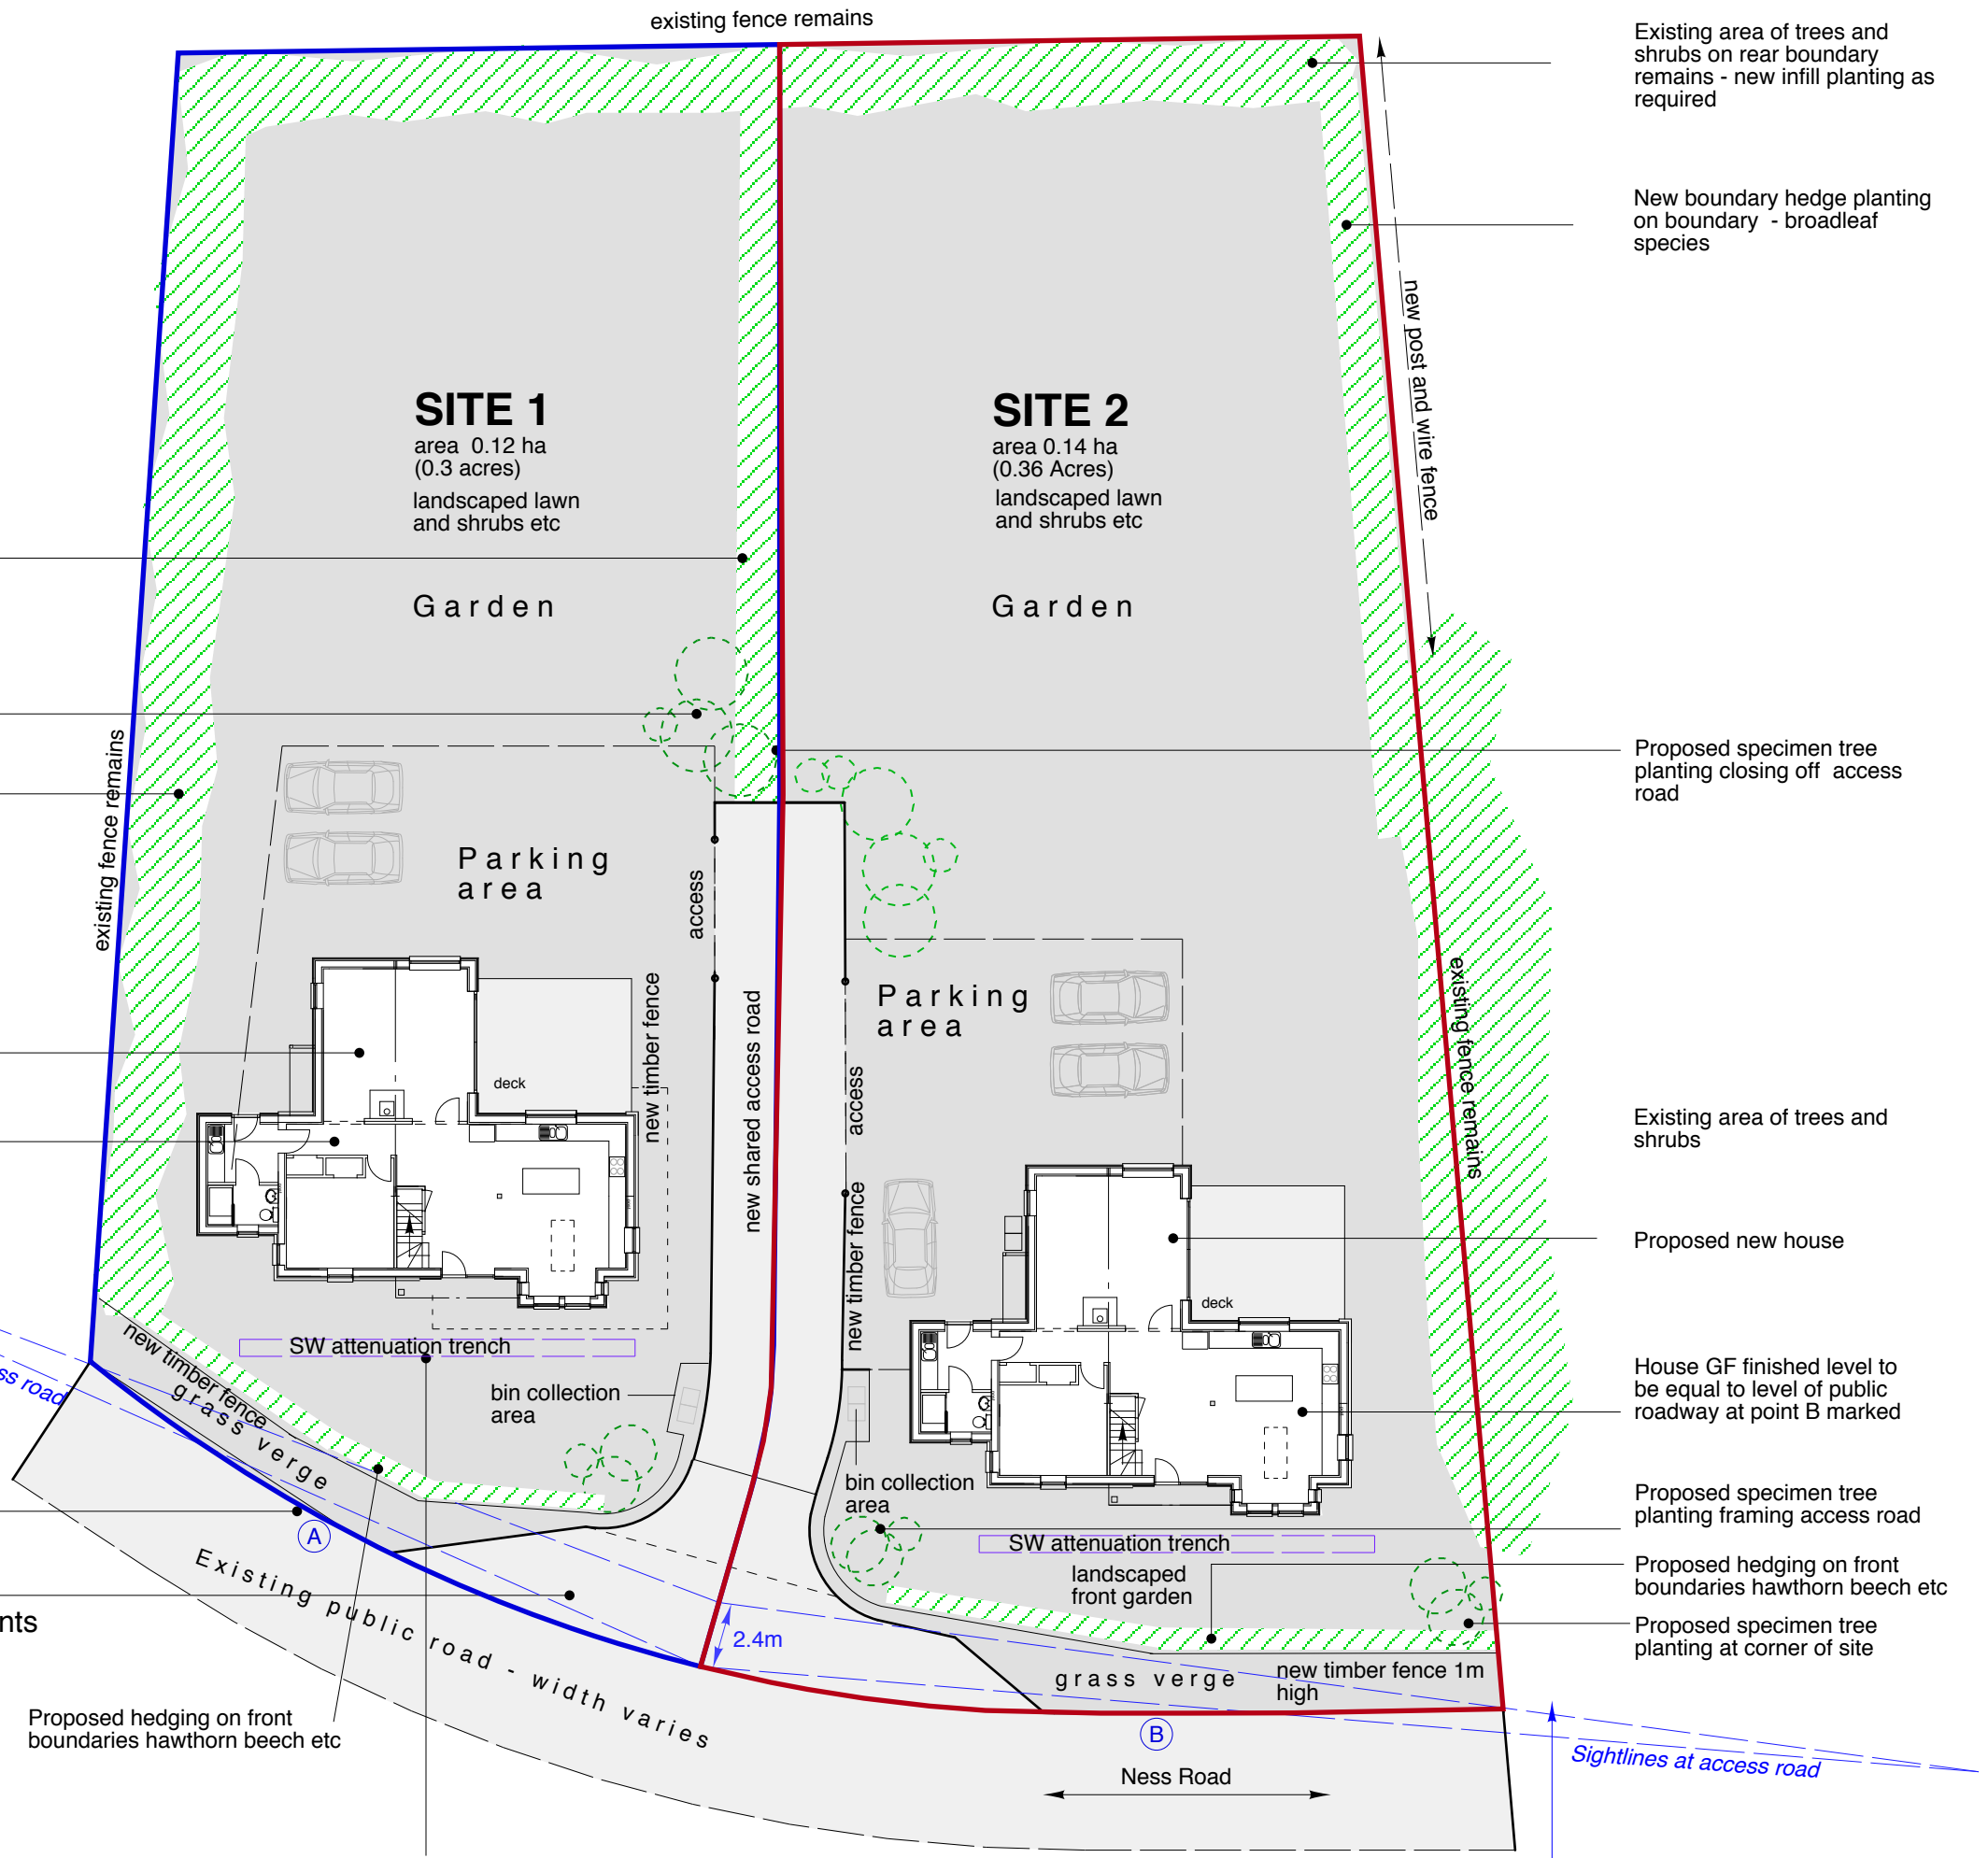 existing fence remains
Existing area of trees and
shrubs on rear boundary
remains - new infill planting as
required
New boundary hedge planting
on boundary - broadleaf
species
new post and wire fence
SITE 1
area 0.12 ha
(0.3 acres)
landscaped lawn
and shrubs etc
Garden
SITE 2
area 0.14 ha
(0.36 Acres)
landscaped lawn
and shrubs etc
Garden
existing fence remains
Proposed specimen tree
planting closing off access
road
Parking
area
access
new timber fence
new shared access road
Parking
area
access
new timber fence
existing fence remains
deck
Existing area of trees and
shrubs
Proposed new house
deck
House GF finished level to
be equal to level of public
roadway at point B marked
SW attenuation trench
new timber fence
grass verge
ss road
bin collection
area
bin collection
area
Proposed specimen tree
planting framing access road
SW attenuation trench
landscaped
front garden
Proposed hedging on front
boundaries hawthorn beech etc
Proposed specimen tree
planting at corner of site
A
Existing public road - width varies
nts
2.4m
grass verge
new timber fence 1m
high
Proposed hedging on front
boundaries hawthorn beech etc
B
Ness Road
Sightlines at access road